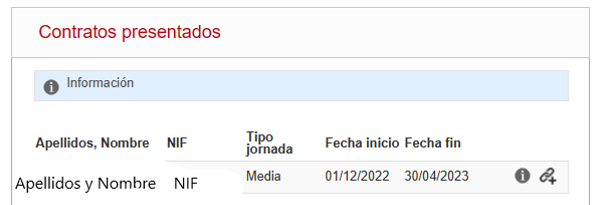 Contratos presentados
Información
Apellidos, Nombre NIF Tipo jornada Fecha inicio Fecha fin
Apellidos y Nombre NIF Media 01/12/2022 30/04/2023